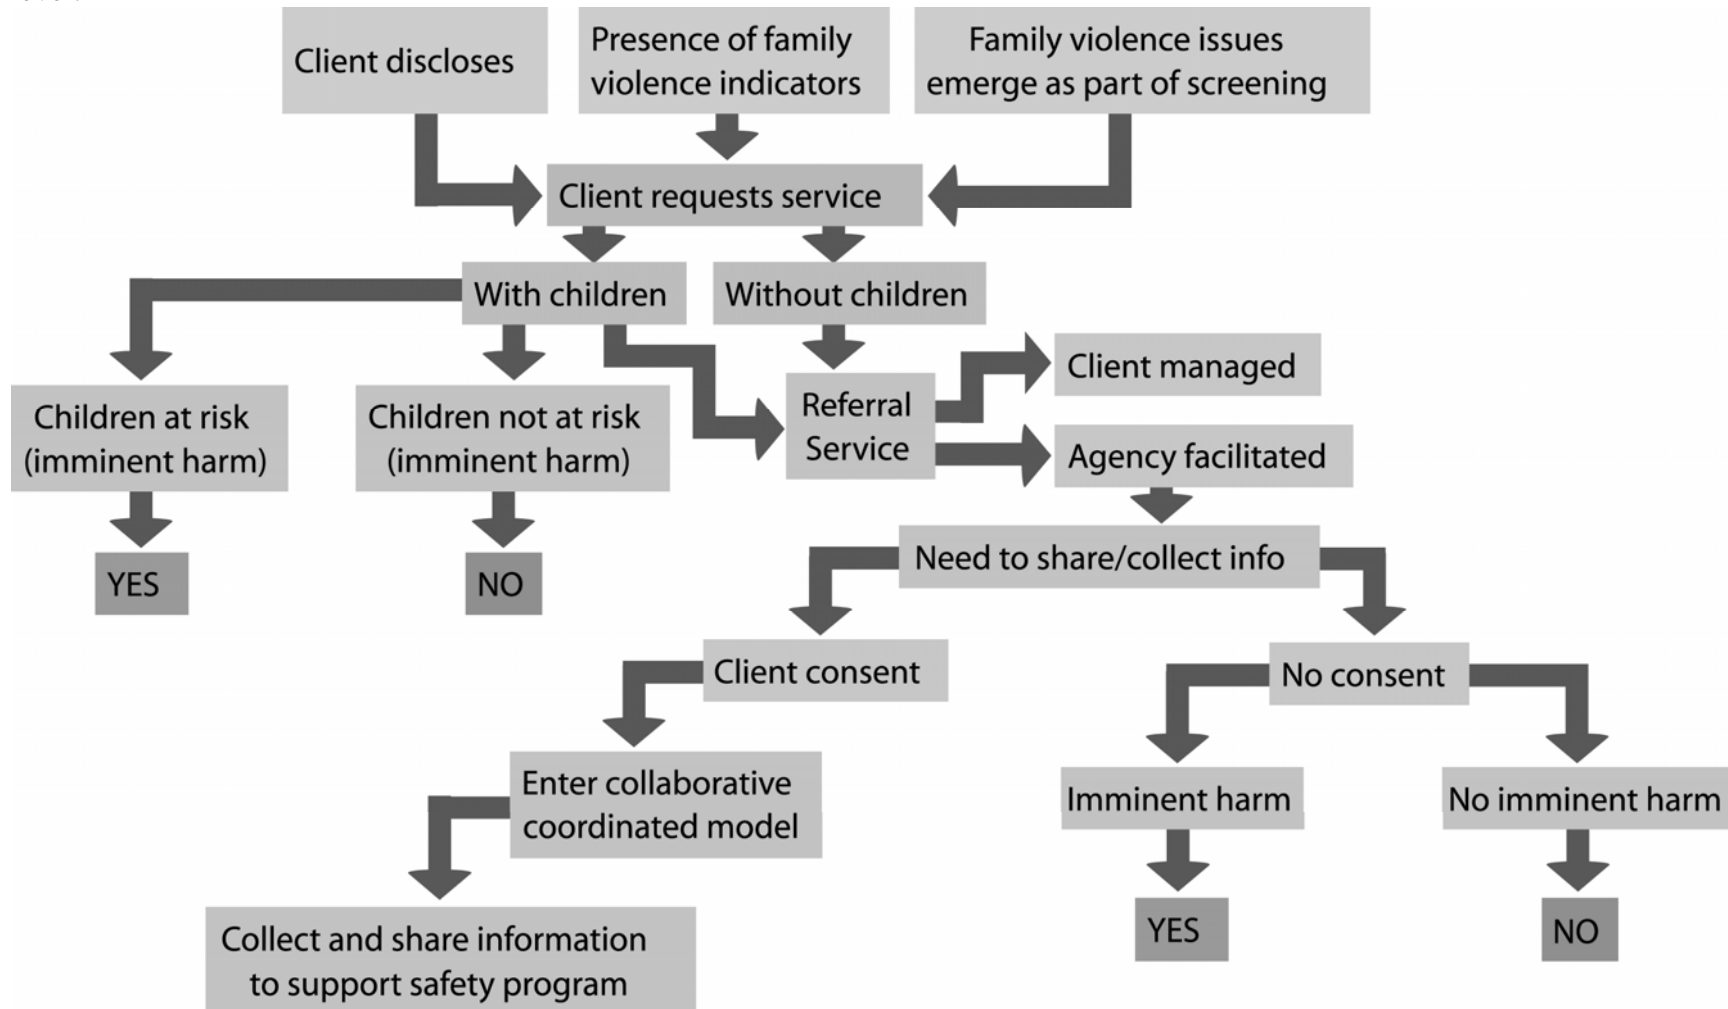 Client discloses
Presence of family
violence indicators
Family violence issues
emerge as part of screening
Client requests service
With children
Without children
Client managed
Children at risk
(imminent harm)
Children not at risk
(imminent harm)
Referral
Service
Agency facilitated
YES
NO
Need to share/collect info
Client consent
No consent
Enter collaborative
coordinated model
Imminent harm
No imminent harm
Collect and share information
to support safety program
YES
NO